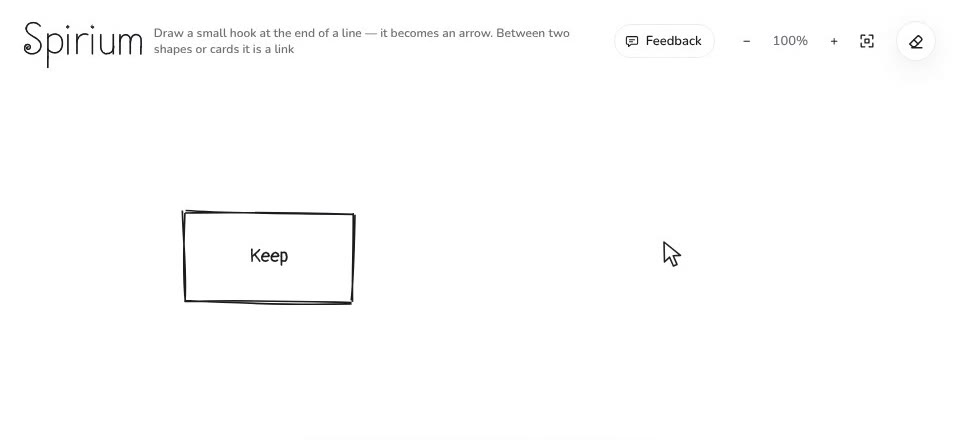 Spirium
Draw a small hook at the end of a line — it becomes an arrow. Between two
shapes or cards it is a link
Feedback
− 100% +
Keep